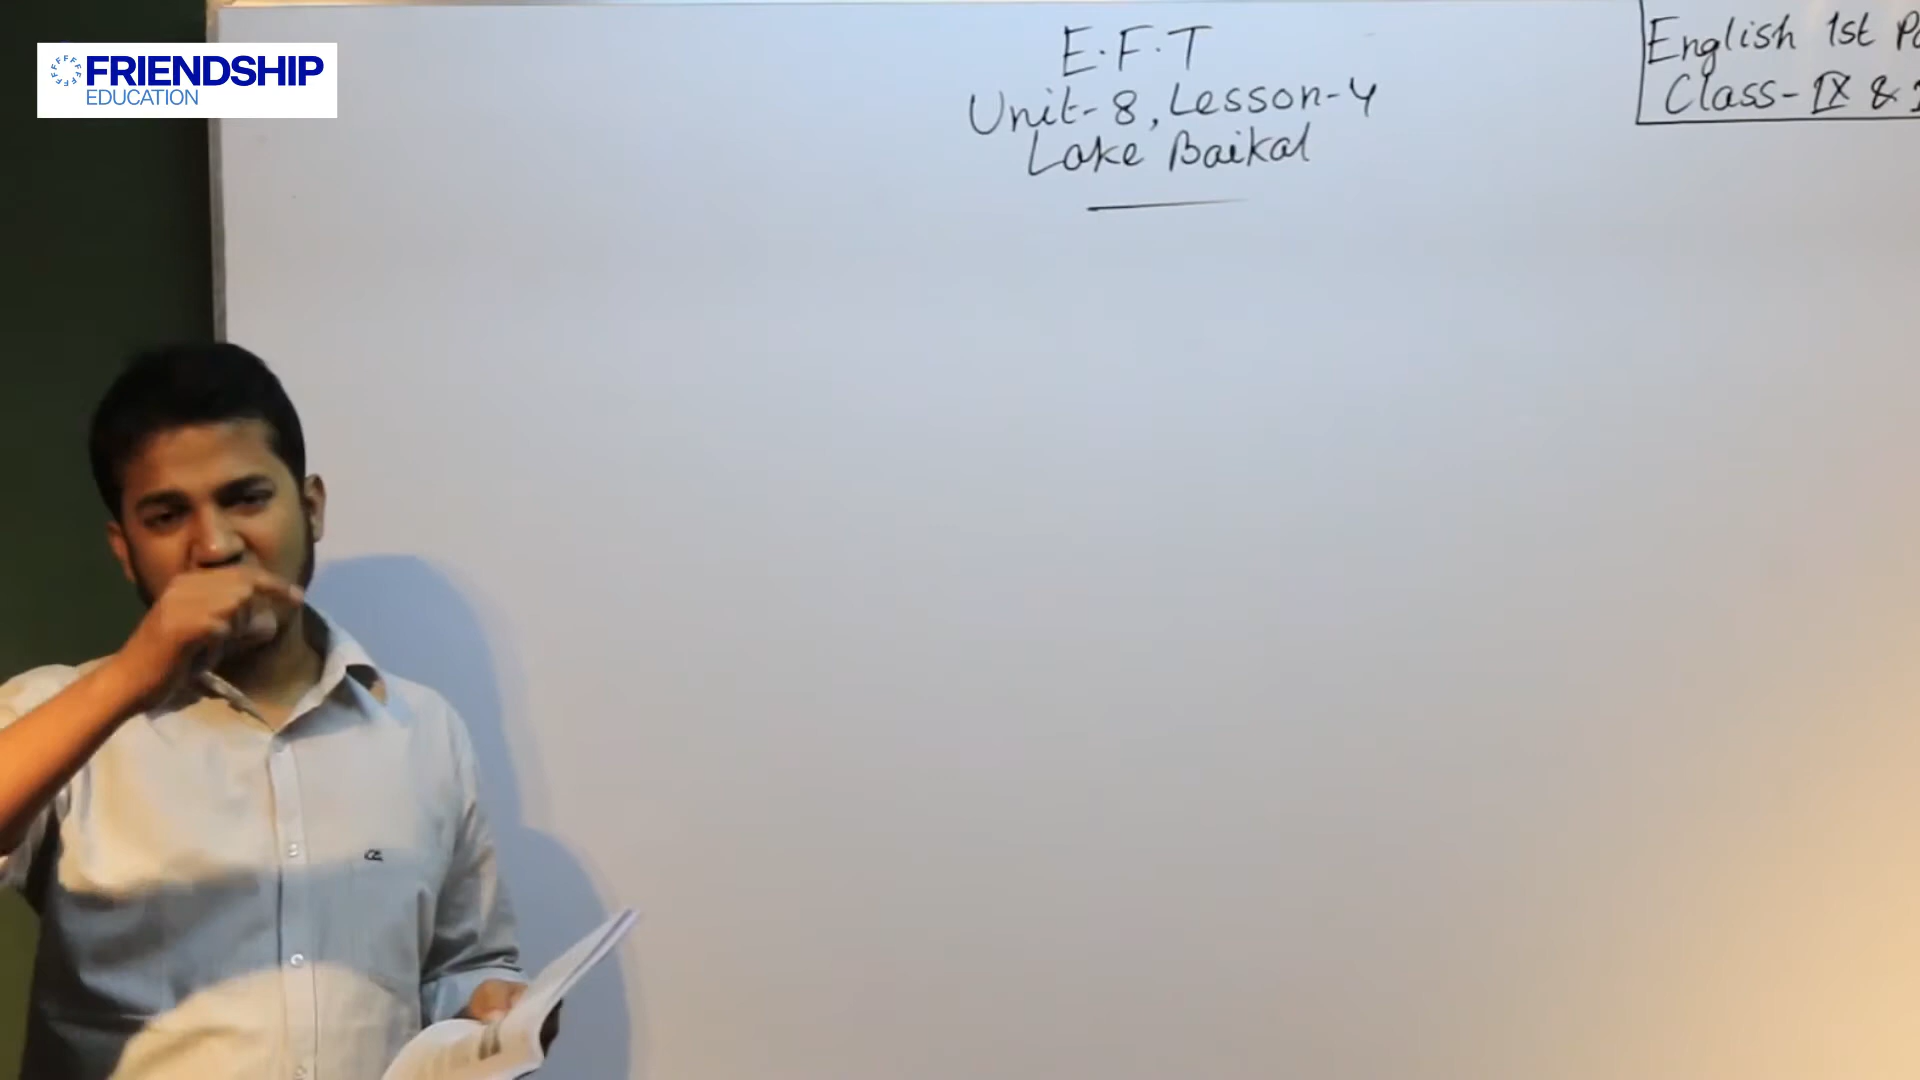 FRIENDSHIP
EDUCATION
E.F.T
Unit-8, Lesson-4
Lake Baikal
English 1st
Class-IX &